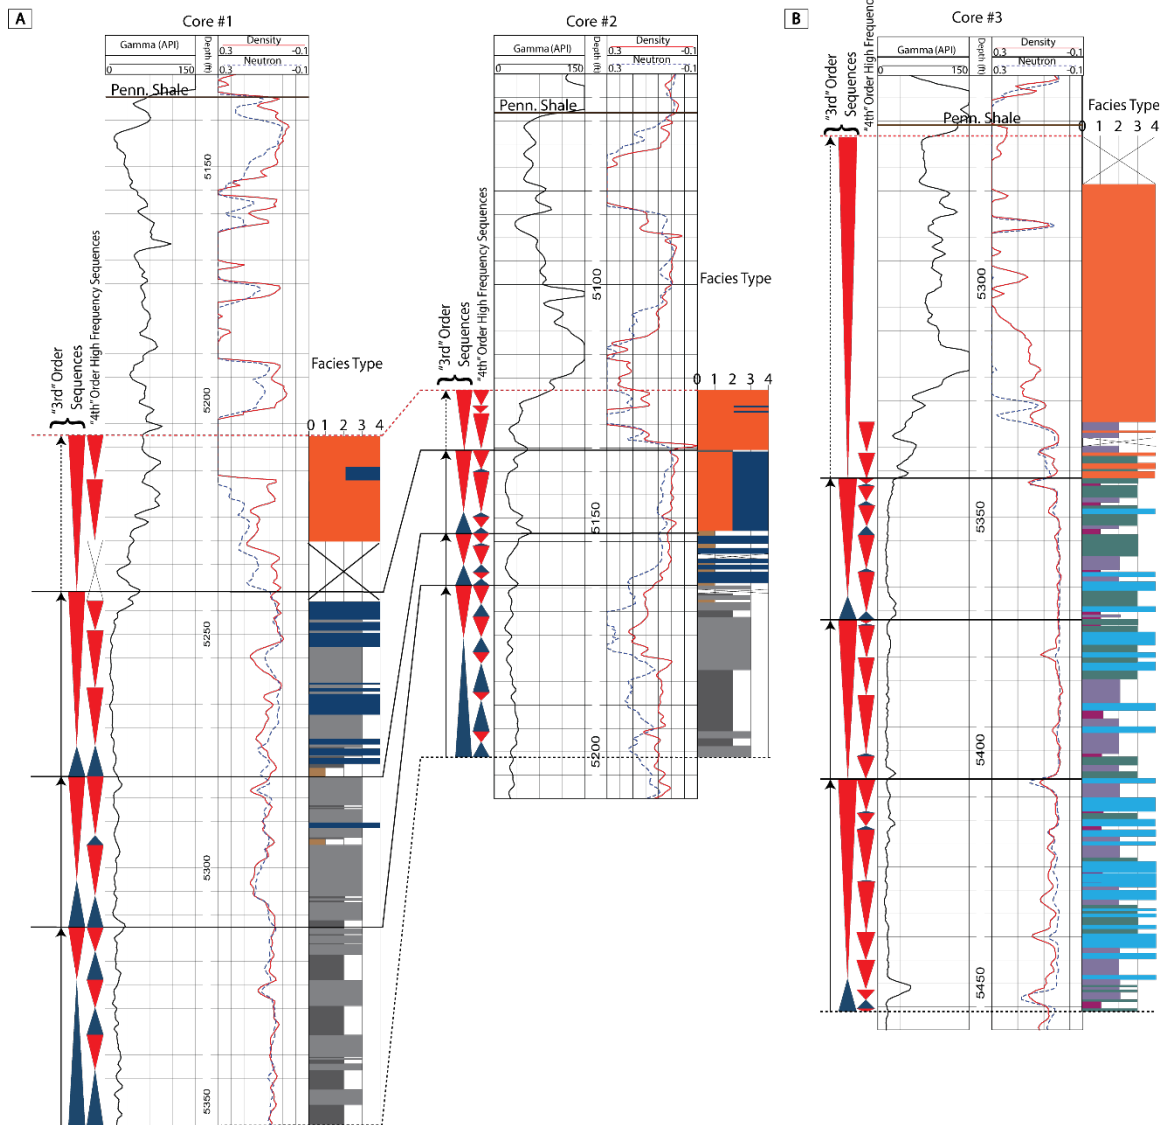 A
Core #1
Gamma (API)
0 150
Depth (ft)
Density
0.3 -0.1
Neutron
0.3 -0.1
Penn. Shale
5150
5200
5250
5300
5350
"3rd" Order
Sequences
"4th" Order High Frequency Sequences
Facies Type
0 1 2 3 4
Core #2
Gamma (API)
0 150
Depth (ft)
Density
0.3 -0.1
Neutron
0.3 -0.1
Penn. Shale
5100
5150
5200
"3rd" Order
Sequences
"4th" Order High Frequency Sequences
Facies Type
0 1 2 3 4
B
Core #3
Gamma (API)
0 150
Depth (ft)
Density
0.3 -0.1
Neutron
0.3 -0.1
Penn. Shale
5300
5350
5400
5450
"3rd" Order
Sequences
"4th" Order High Frequency
Facies Type
0 1 2 3 4